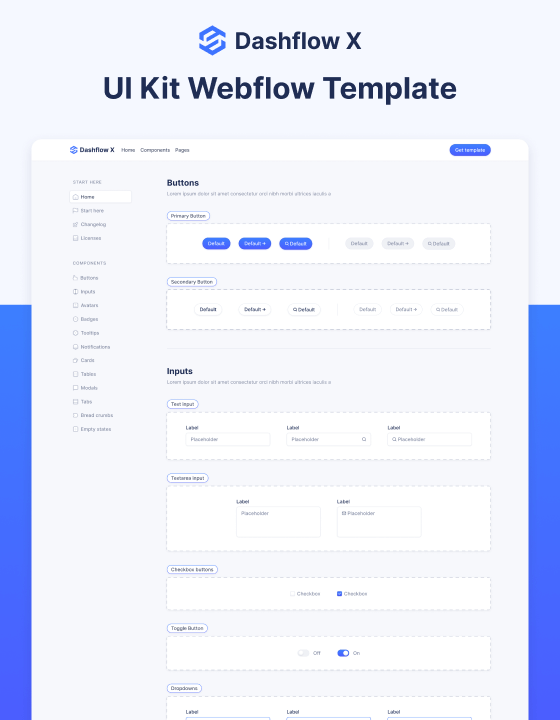 Dashflow X
UI Kit Webflow Template
Dashflow X Home Components Pages Get template
START HERE
Home
Start here
Changelog
Licenses
COMPONENTS
Buttons
Inputs
Avatars
Badges
Tooltips
Notifications
Cards
Tables
Modals
Tabs
Bread crumbs
Empty states
Buttons
Lorem ipsum dolor sit amet consectetur orci nibh morbi ultrices iaculis a
Primary Button
Default Default → Default Default Default → Default
Secondary Button
Default Default → Default Default Default → Default
Inputs
Lorem ipsum dolor sit amet consectetur orci nibh morbi ultrices iaculis a
Text input
Label Label Label
Placeholder Placeholder Placeholder
Textarea input
Label Label
Placeholder Placeholder
Checkbox buttons
Checkbox Checkbox
Toggle Button
Off On
Dropdowns
Label Label Label